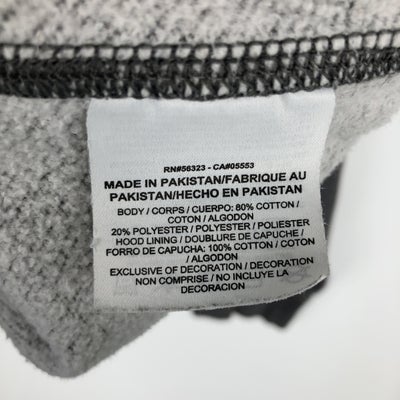 RN#56323 - CA#05553
MADE IN PAKISTAN/FABRIQUE AU
PAKISTAN/HECHO EN PAKISTAN
BODY / CORPS / CUERPO: 80% COTTON /
COTON / ALGODON
20% POLYESTER / POLYESTER / POLIESTER
HOOD LINING / DOUBLURE DE CAPUCHE /
FORRO DE CAPUCHA: 100% COTTON / COTON
/ ALGODON
EXCLUSIVE OF DECORATION / DECORATION
NON COMPRISE / NO INCLUYE LA
DECORACION